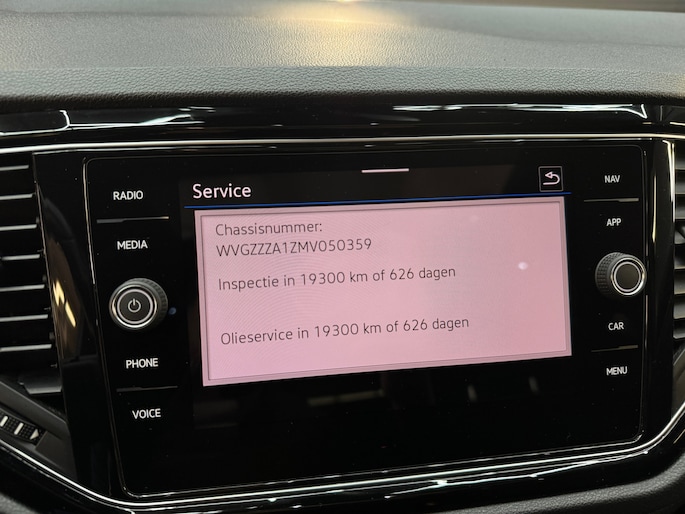 RADIO
MEDIA
PHONE
VOICE
Service
Chassisnummer:
WVGZZZA1ZMV050359
Inspectie in 19300 km of 626 dagen
Olieservice in 19300 km of 626 dagen
NAV
APP
CAR
MENU